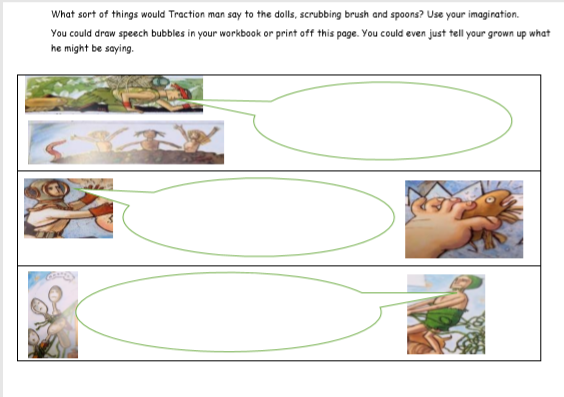 What sort of things would Traction man say to the dolls, scrubbing brush and spoons? Use your imagination.
You could draw speech bubbles in your workbook or print off this page. You could even just tell your grown up what
he might be saying.